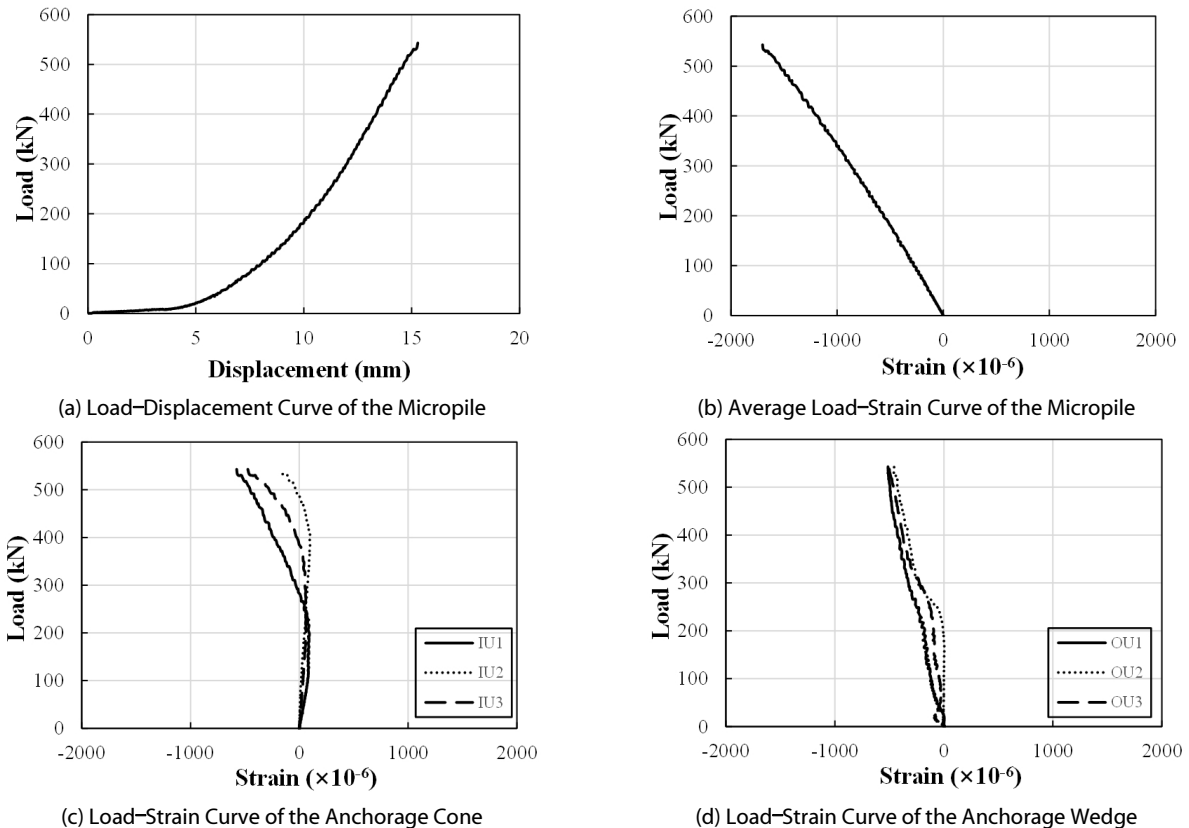 600
500
400
300
200
100
0
Load (kN)
0 5 10 15 20
Displacement (mm)
(a) Load–Displacement Curve of the Micropile
600
500
400
300
200
100
0
Load (kN)
-2000 -1000 0 1000 2000
Strain (×10⁻⁶)
(b) Average Load–Strain Curve of the Micropile
600
500
400
300
200
100
0
Load (kN)
IU1
IU2
IU3
-2000 -1000 0 1000 2000
Strain (×10⁻⁶)
(c) Load–Strain Curve of the Anchorage Cone
600
500
400
300
200
100
0
Load (kN)
OU1
OU2
OU3
-2000 -1000 0 1000 2000
Strain (×10⁻⁶)
(d) Load–Strain Curve of the Anchorage Wedge